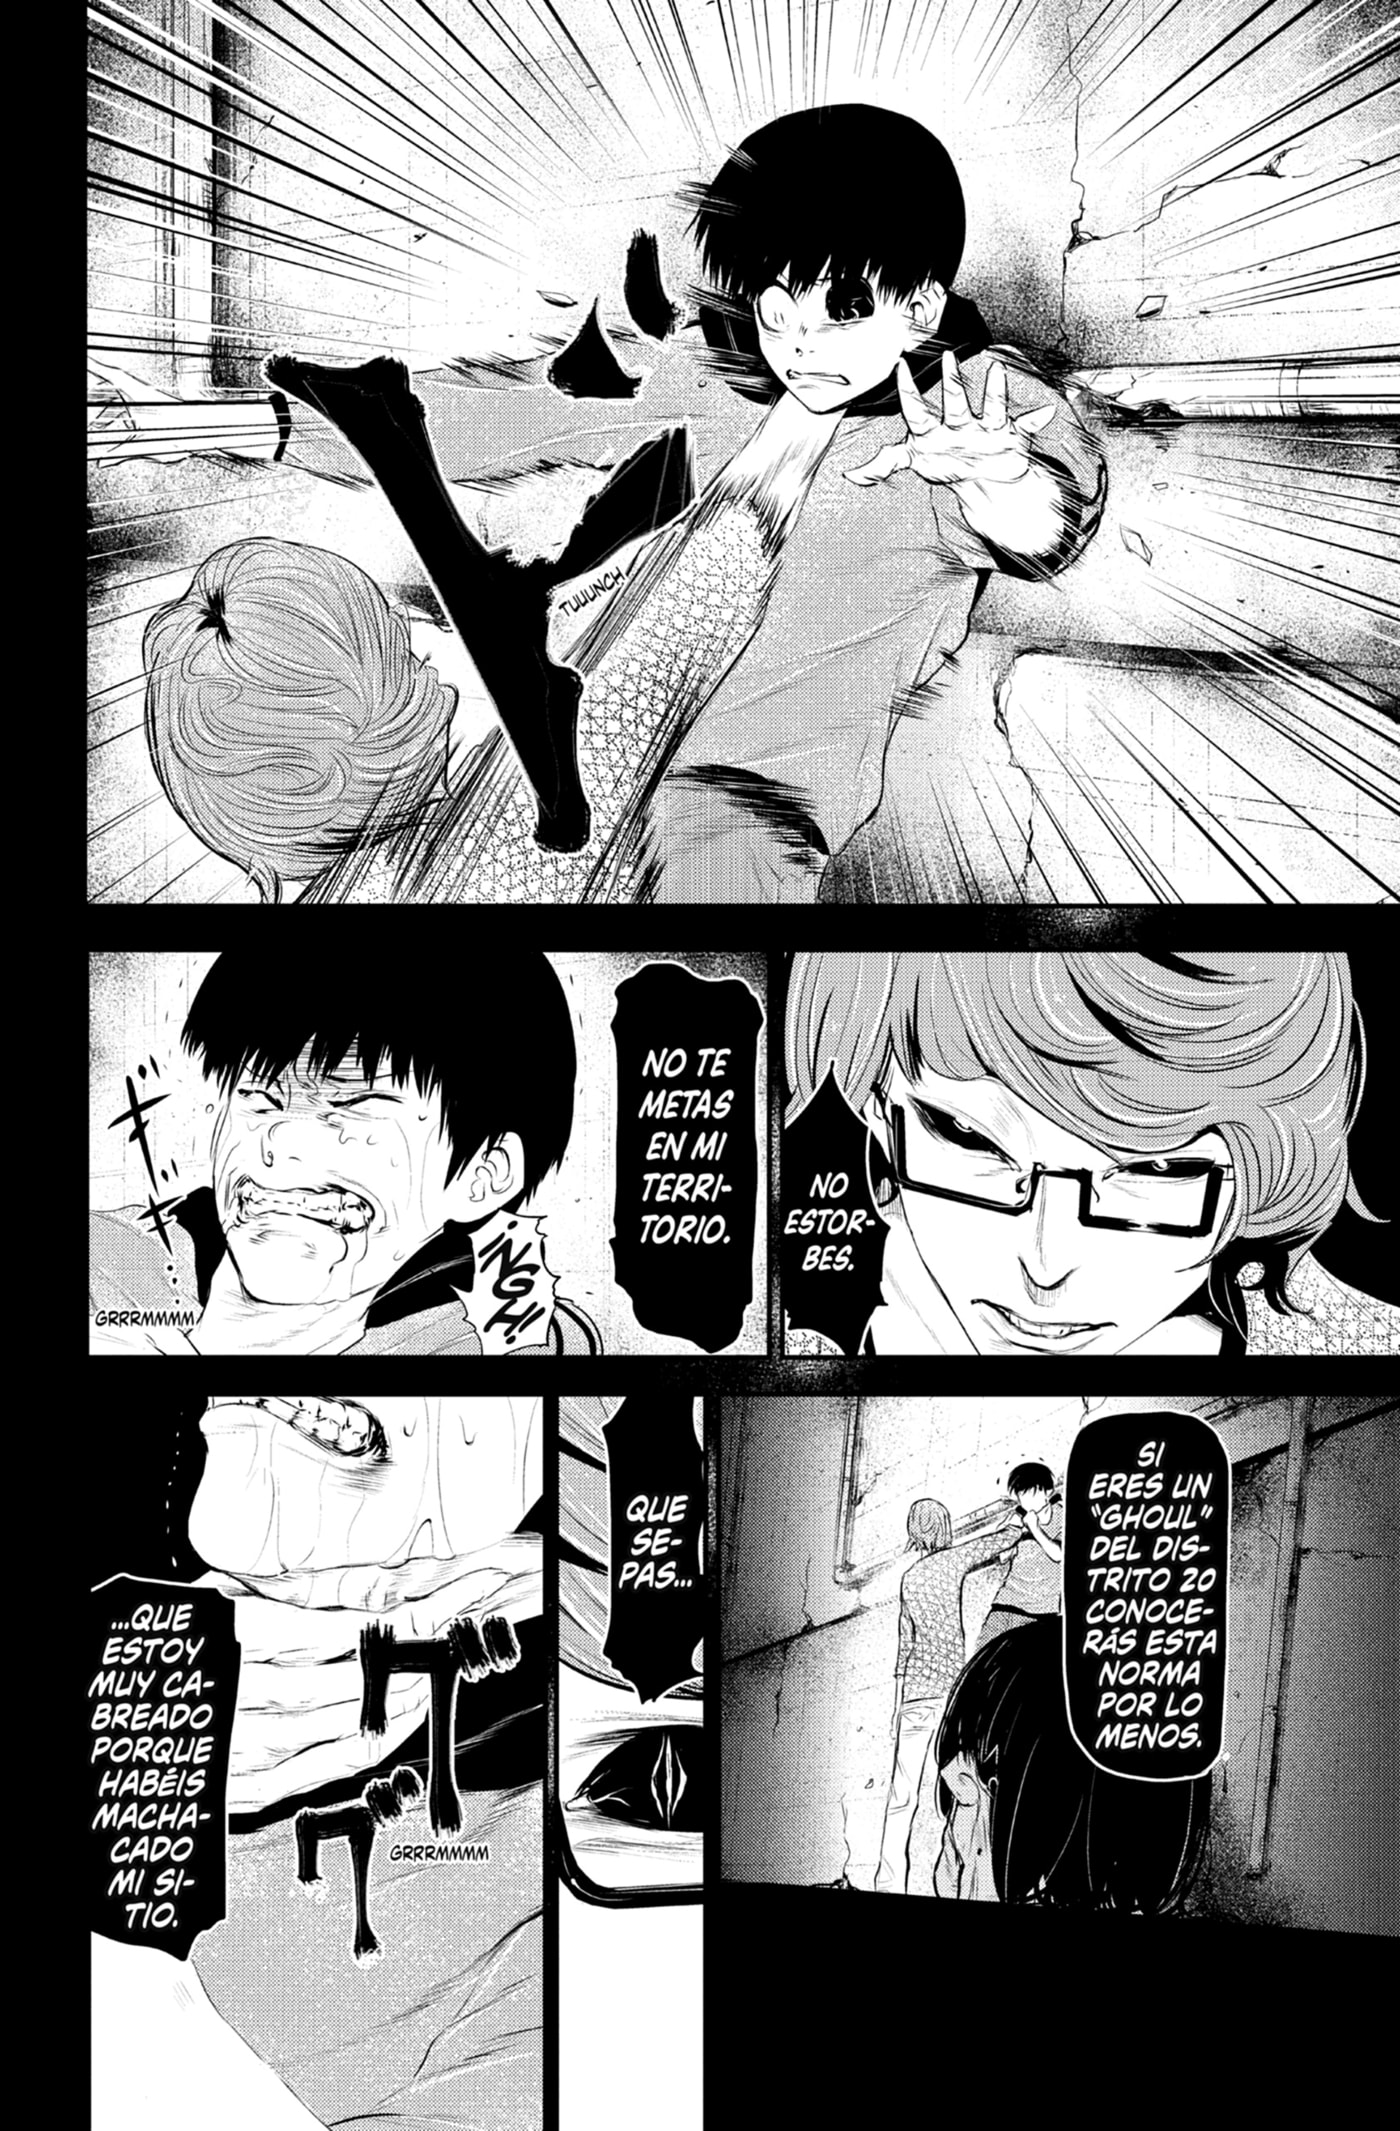 TUUUNCH
NO
ESTOR-
BES.
NO TE
METAS
EN MI
TERRI-
TORIO.
¡NGH!
GRRRMMMM
SI
ERES UN
"GHOUL"
DEL DIS-
TRITO 20
CONOCE-
RÁS ESTA
NORMA
POR LO
MENOS.
QUE
SE-
PAS...
...QUE
ESTOY
MUY CA-
BREADO
PORQUE
HABÉIS
MACHA-
CADO
MI SI-
TIO.
GRRRMMMM